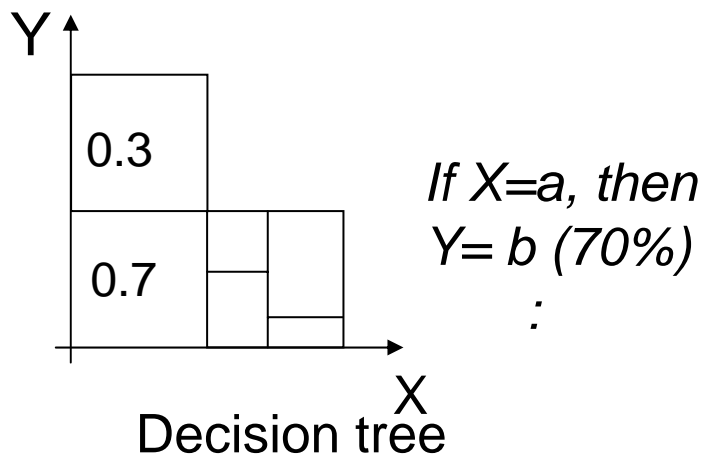 Y
0.3
0.7
If X=a, then
Y= b (70%)
:
X
Decision tree